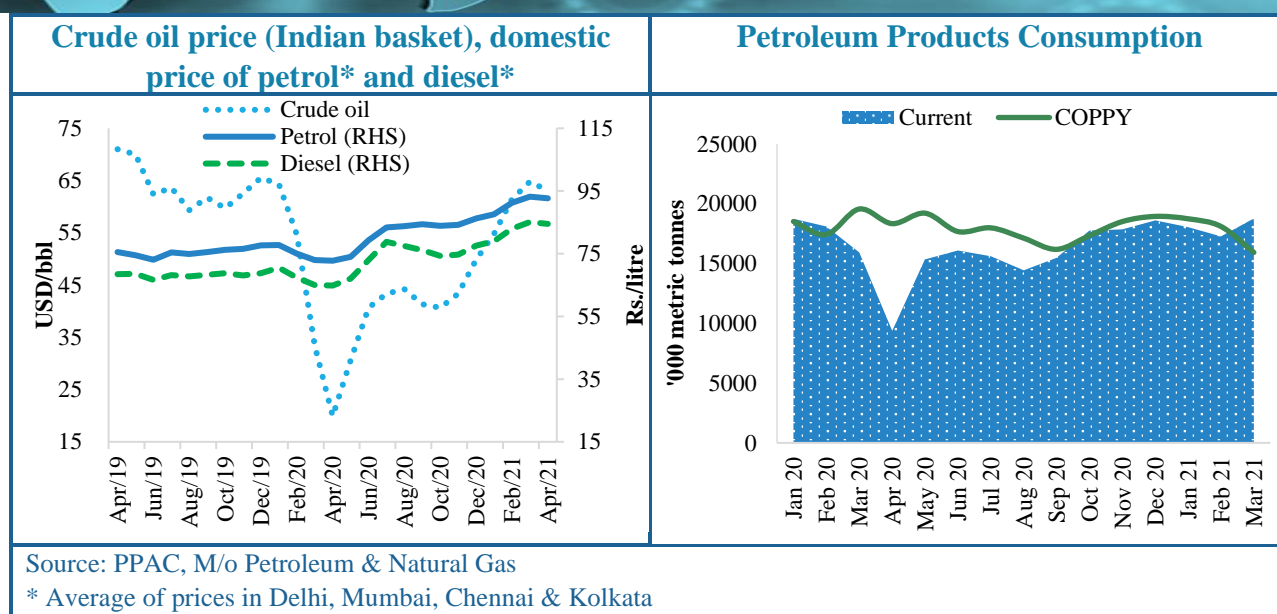 Crude oil price (Indian basket), domestic
price of petrol* and diesel*
Crude oil
Petrol (RHS)
Diesel (RHS)
75
65
55
45
35
25
15
USD/bbl
115
95
75
55
35
15
Rs./litre
Apr/19
Jun/19
Aug/19
Oct/19
Dec/19
Feb/20
Apr/20
Jun/20
Aug/20
Oct/20
Dec/20
Feb/21
Apr/21
Petroleum Products Consumption
Current
COPPY
25000
20000
15000
10000
5000
0
'000 metric tonnes
Jan 20
Feb 20
Mar 20
Apr 20
May 20
Jun 20
Jul 20
Aug 20
Sep 20
Oct 20
Nov 20
Dec 20
Jan 21
Feb 21
Mar 21
Source: PPAC, M/o Petroleum & Natural Gas
* Average of prices in Delhi, Mumbai, Chennai & Kolkata